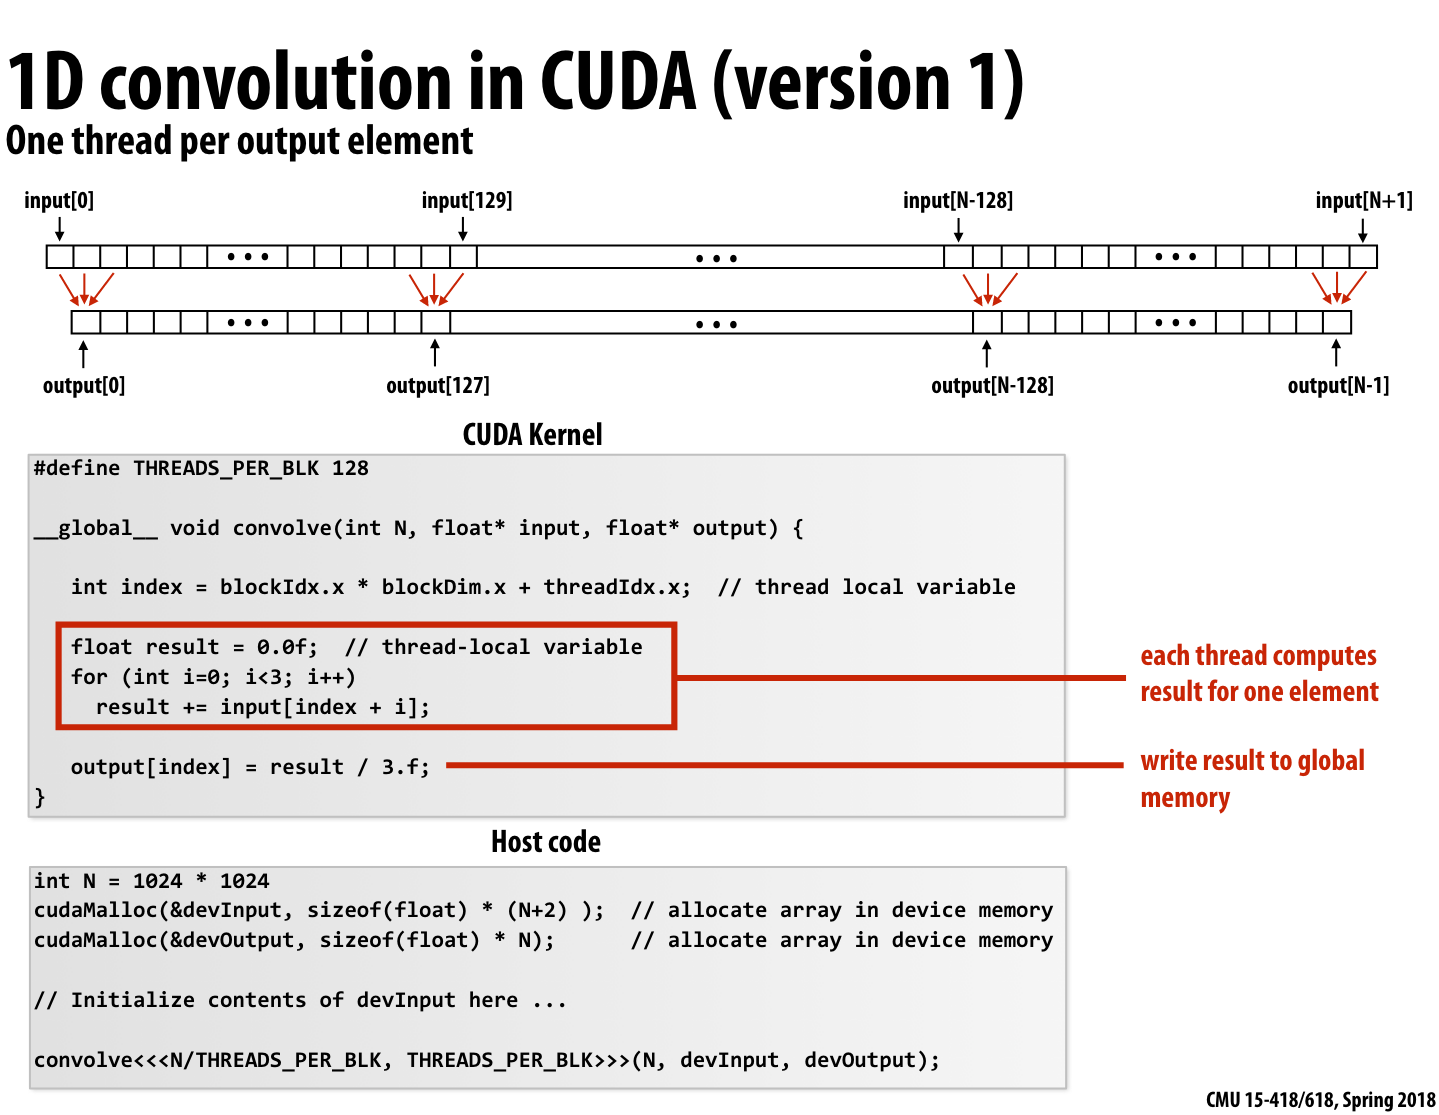 1D convolution in CUDA (version 1)
One thread per output element
input[0]
input[129]
input[N-128]
input[N+1]
output[0]
output[127]
output[N-128]
output[N-1]
CUDA Kernel
#define THREADS_PER_BLK 128
__global__ void convolve(int N, float* input, float* output) {
int index = blockIdx.x * blockDim.x + threadIdx.x;  // thread local variable
float result = 0.0f;  // thread-local variable
for (int i=0; i<3; i++)
result += input[index + i];
output[index] = result / 3.f;
}
each thread computes
result for one element
write result to global
memory
Host code
int N = 1024 * 1024
cudaMalloc(&devInput, sizeof(float) * (N+2) );  // allocate array in device memory
cudaMalloc(&devOutput, sizeof(float) * N);      // allocate array in device memory
// Initialize contents of devInput here ...
convolve<<<N/THREADS_PER_BLK, THREADS_PER_BLK>>>(N, devInput, devOutput);
CMU 15-418/618, Spring 2018